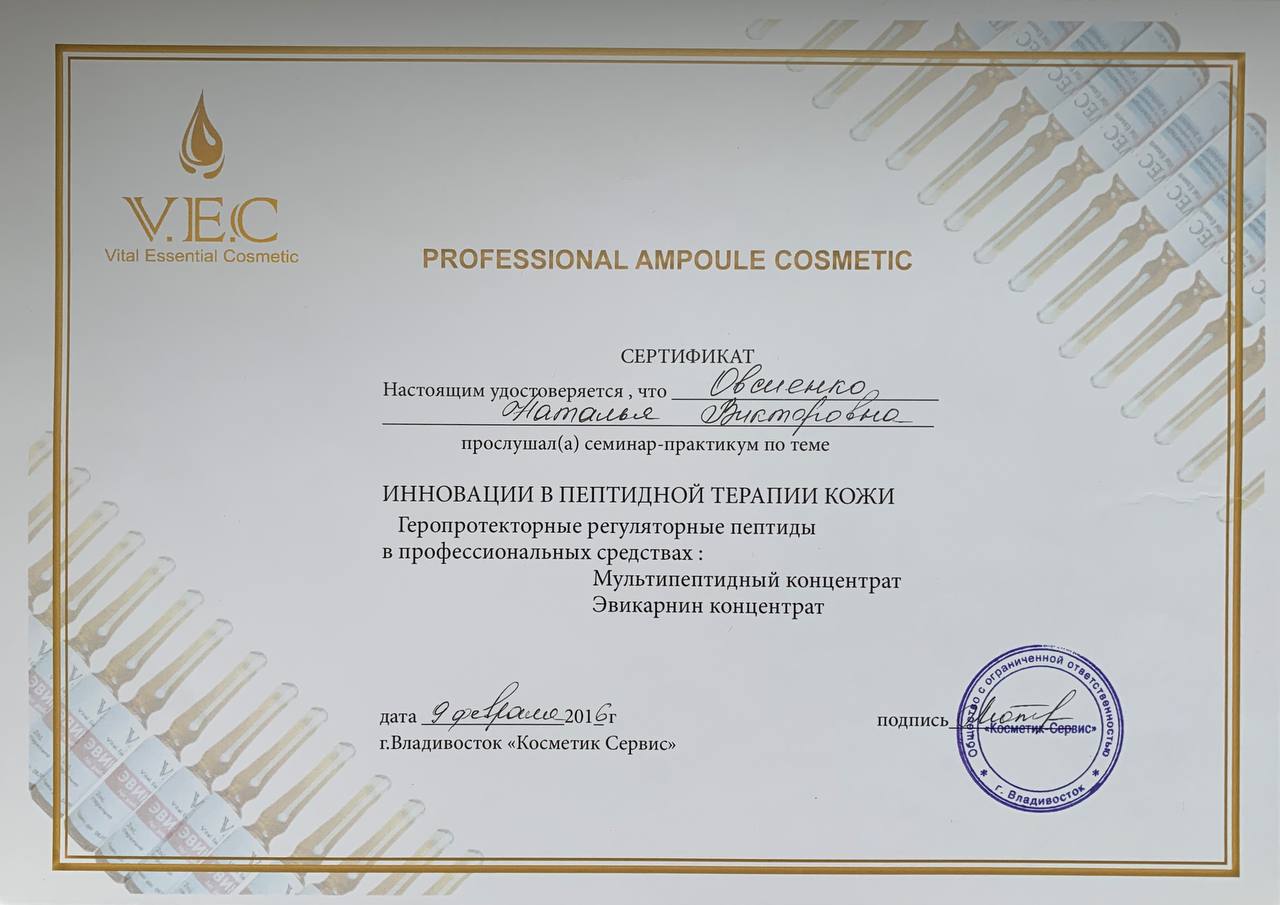 V.E.C
Vital Essential Cosmetic
PROFESSIONAL AMPOULE COSMETIC
СЕРТИФИКАТ
Настоящим удостоверяется , что Овсиенко
Наталья Викторовна
прослушал(а) семинар-практикум по теме
ИННОВАЦИИ В ПЕПТИДНОЙ ТЕРАПИИ КОЖИ
Геропротекторные регуляторные пептиды
в профессиональных средствах :
Мультипептидный концентрат
Эвикарнин концентрат
дата 9 февраля 2016г
г.Владивосток «Косметик Сервис»
подпись
Общество с ограниченной ответственностью
«Косметик-Сервис»
* г. Владивосток *